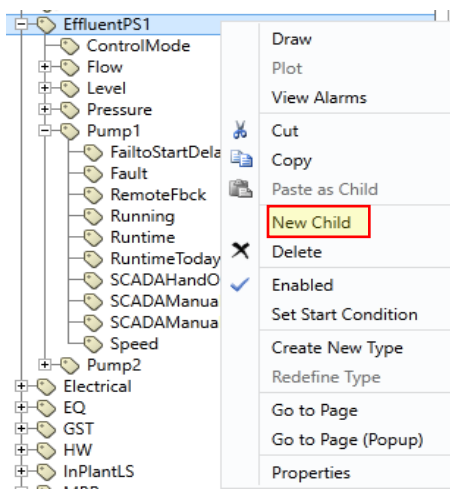 EffluentPS1
ControlMode
Flow
Level
Pressure
Pump1
FailtoStartDela
Fault
RemoteFbck
Running
Runtime
RuntimeToday
SCADAHandO
SCADAManua
SCADAManua
Speed
Pump2
Electrical
EQ
GST
HW
InPlantLS
Draw
Plot
View Alarms
Cut
Copy
Paste as Child
New Child
Delete
Enabled
Set Start Condition
Create New Type
Redefine Type
Go to Page
Go to Page (Popup)
Properties